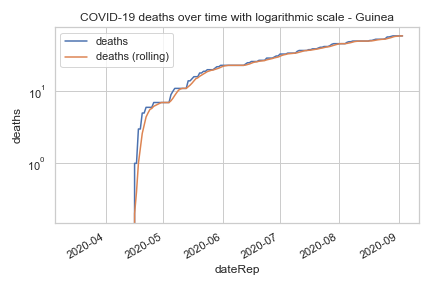 COVID-19 deaths over time with logarithmic scale - Guinea
deaths
deaths (rolling)
10¹
10⁰
deaths
2020-04
2020-05
2020-06
2020-07
2020-08
2020-09
dateRep